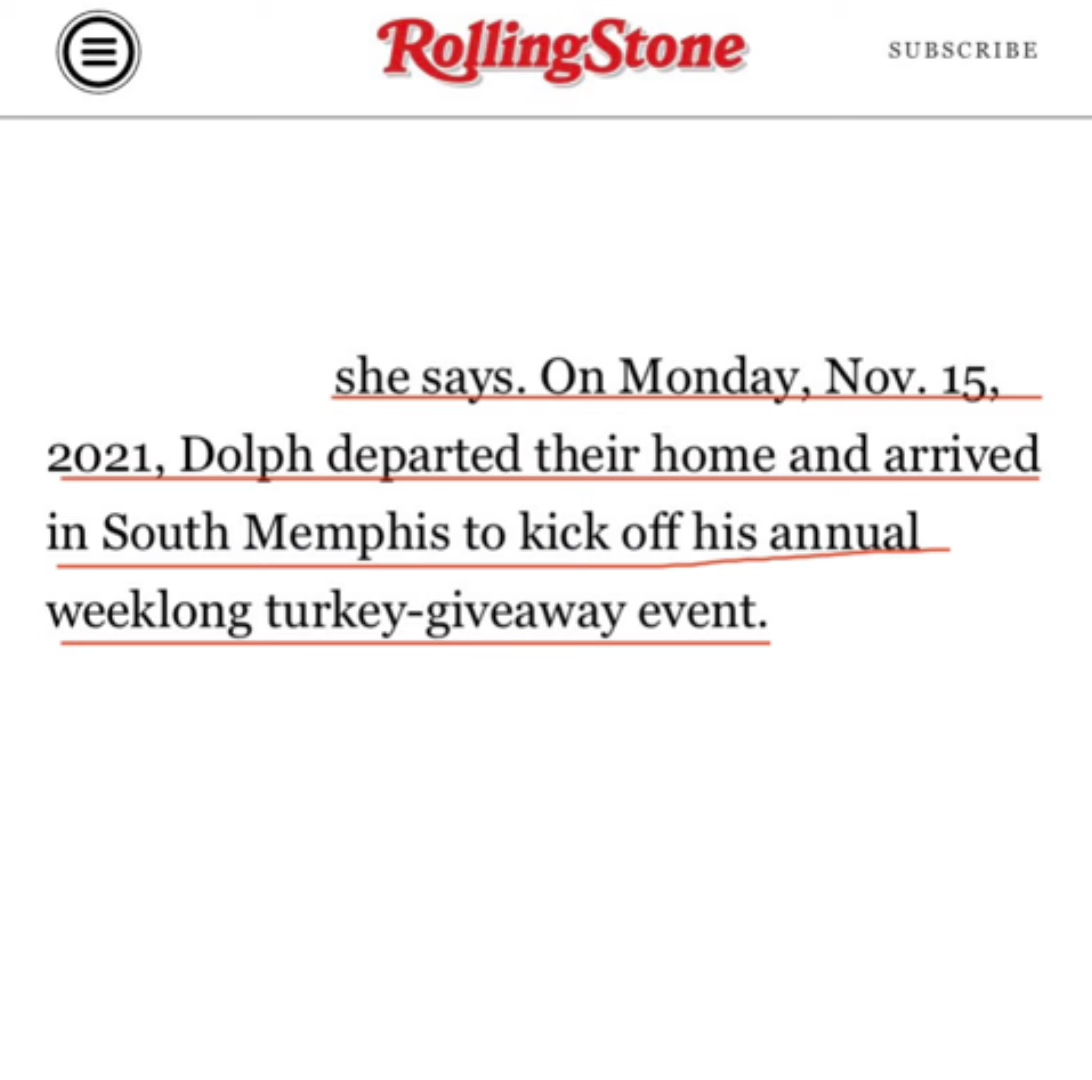 RollingStone
SUBSCRIBE
she says. On Monday, Nov. 15,
2021, Dolph departed their home and arrived
in South Memphis to kick off his annual
weeklong turkey-giveaway event.